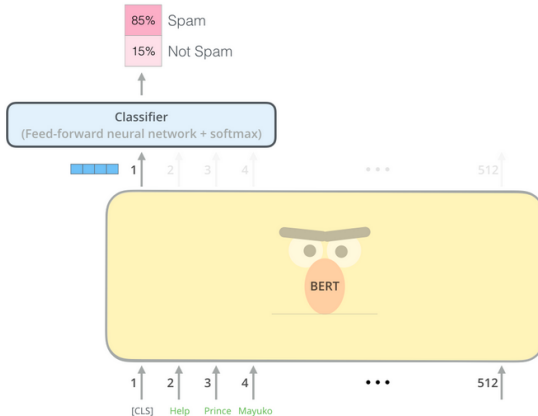 85% Spam
15% Not Spam
Classifier
(Feed-forward neural network + softmax)
1 2 3 4 ••• 512
BERT
1 2 3 4 ••• 512
[CLS] Help Prince Mayuko